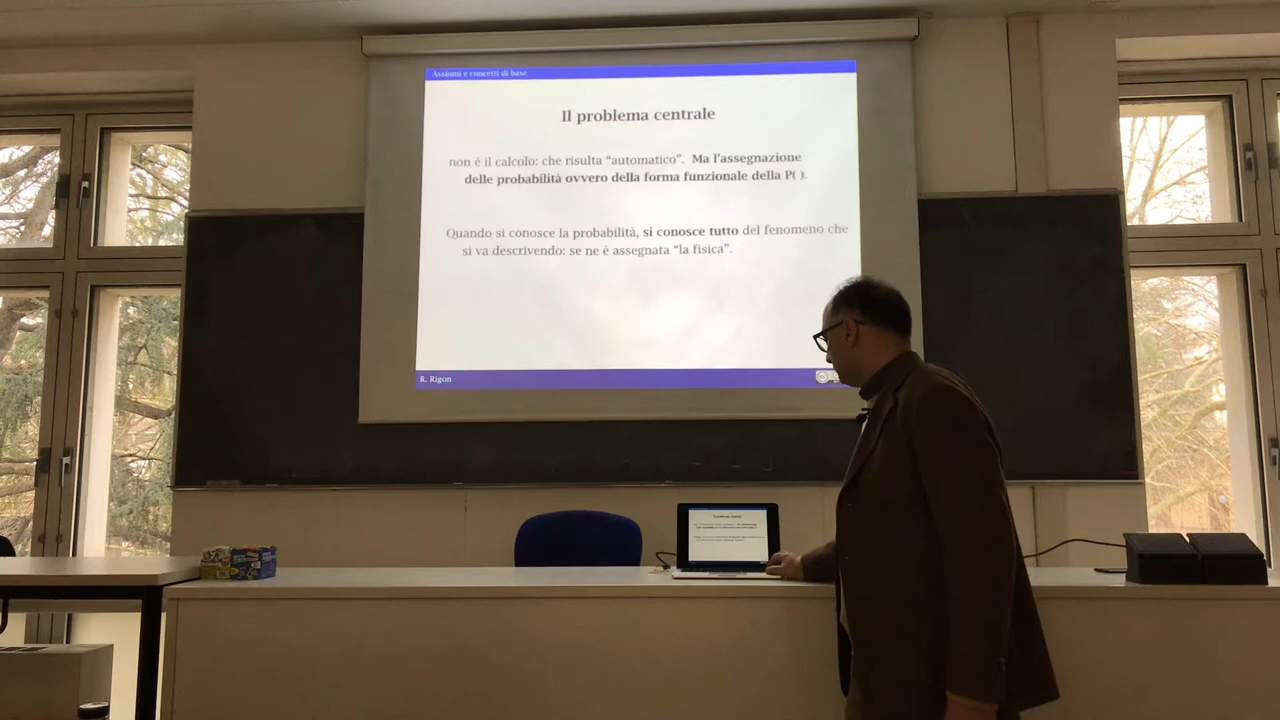 Assiomi e concetti di base
Il problema centrale
non è il calcolo: che risulta “automatico”. Ma l’assegnazione
delle probabilità ovvero della forma funzionale della P( ).
Quando si conosce la probabilità, si conosce tutto del fenomeno che
si va descrivendo: se ne è assegnata “la fisica”.
R. Rigon
cc